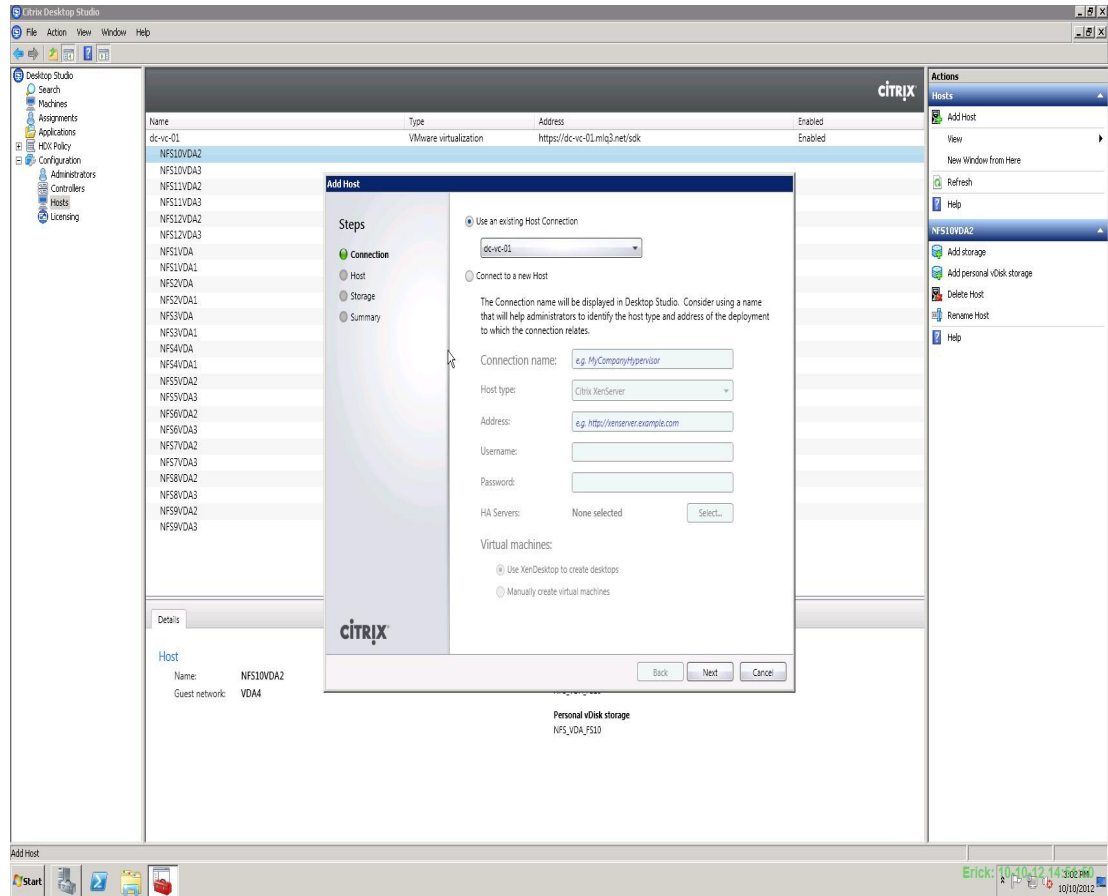 Citrix Desktop Studio
File Action View Window Help
Desktop Studio
Search
Machines
Assignments
Applications
HDX Policy
Configuration
Administrators
Controllers
Hosts
Licensing
CITRIX
Name Type Address Enabled
dc-vc-01 VMware virtualization https://dc-vc-01.mlq3.net/sdk Enabled
NFS10VDA2
NFS10VDA3
NFS11VDA2
NFS11VDA3
NFS12VDA2
NFS12VDA3
NFS1VDA
NFS1VDA1
NFS2VDA
NFS2VDA1
NFS3VDA
NFS3VDA1
NFS4VDA
NFS4VDA1
NFS5VDA2
NFS5VDA3
NFS6VDA2
NFS6VDA3
NFS7VDA2
NFS7VDA3
NFS8VDA2
NFS8VDA3
NFS9VDA2
NFS9VDA3
Add Host
Steps
Connection
Host
Storage
Summary
CITRIX
Use an existing Host Connection
dc-vc-01
Connect to a new Host
The Connection name will be displayed in Desktop Studio. Consider using a name
that will help administrators to identify the host type and address of the deployment
to which the connection relates.
Connection name: e.g. MyCompanyHypervisor
Host type: Citrix XenServer
Address: e.g. http://xenserver.example.com
Username:
Password:
HA Servers: None selected Select...
Virtual machines:
Use XenDesktop to create desktops
Manually create virtual machines
Back Next Cancel
Details
Host
Name: NFS10VDA2
Guest network: VDA4
Personal vDisk storage
NFS_VDA_FS10
Actions
Hosts
Add Host
View
New Window from Here
Refresh
Help
NFS10VDA2
Add storage
Add personal vDisk storage
Delete Host
Rename Host
Help
Add Host
Start
Erick: 10-10-12
3:02 PM
10/10/2012